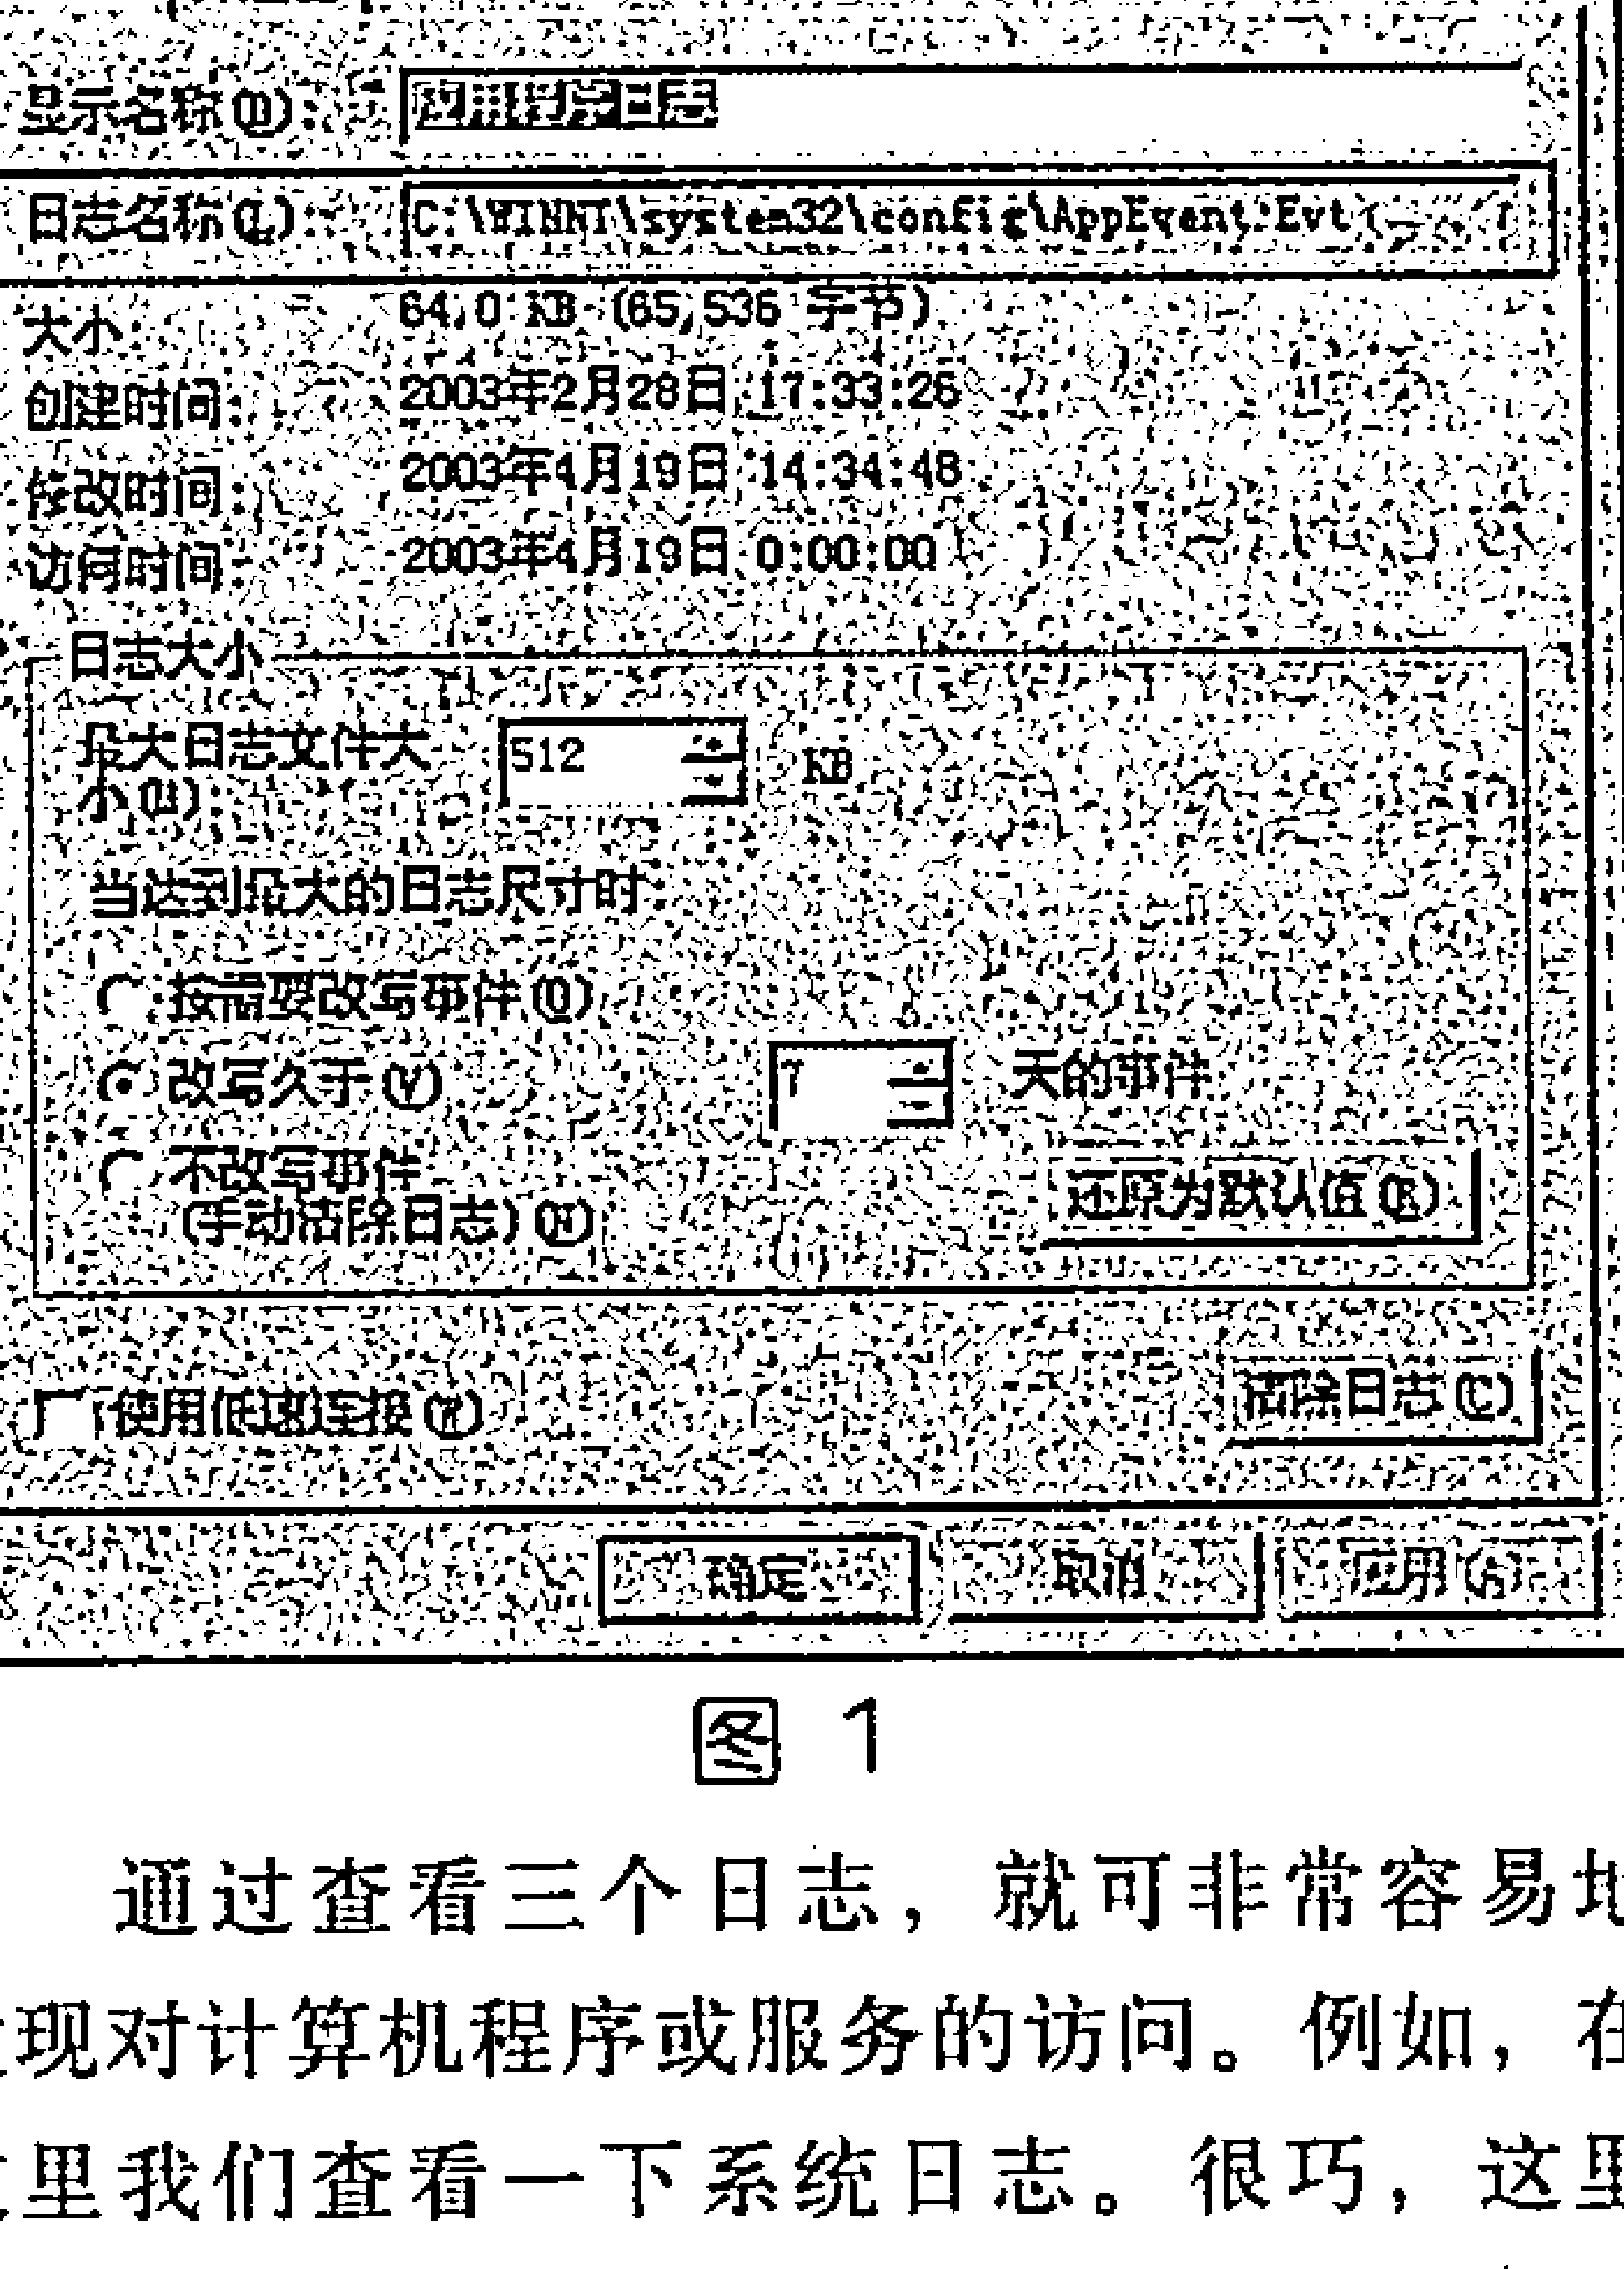 显示名称(D): 应用程序日志
日志名称(L): C:\WINNT\system32\config\AppEvent.Evt
大小: 64.0 KB (65,536 字节)
创建时间: 2003年2月28日 17:33:26
修改时间: 2003年4月19日 14:34:48
访问时间: 2003年4月19日 0:00:00
日志大小
最大日志文件大 512 KB
小(M):
当达到最大的日志尺寸时:
按需要改写事件(O)
改写久于(V) 7 天的事件
不改写事件
(手动清除日志)(N)
还原为默认值(R)
使用低速连接(W)
清除日志(C)
确定 取消 应用(A)
图 1
通过查看三个日志，就可非常容易地
现对计算机程序或服务的访问。例如，在
里我们查看一下系统日志。很巧，这里